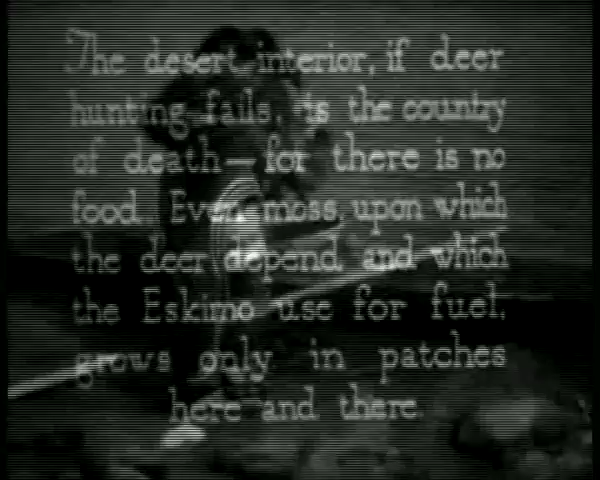 The desert interior, if deer
hunting fails, is the country
of death—for there is no
food. Even moss, upon which
the deer depend and which
the Eskimo use for fuel,
grows only in patches
here and there.